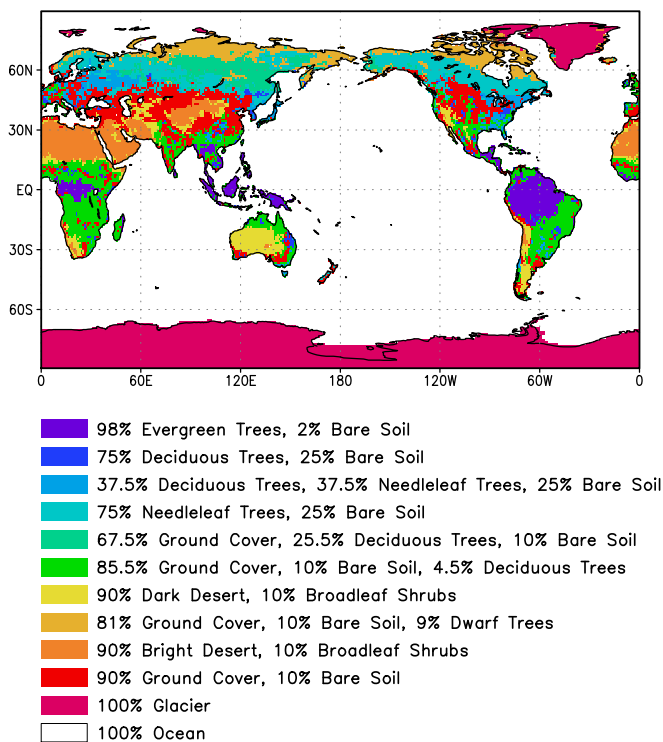 60N
30N
EQ
30S
60S
0 60E 120E 180 120W 60W 0
98% Evergreen Trees, 2% Bare Soil
75% Deciduous Trees, 25% Bare Soil
37.5% Deciduous Trees, 37.5% Needleleaf Trees, 25% Bare Soil
75% Needleleaf Trees, 25% Bare Soil
67.5% Ground Cover, 25.5% Deciduous Trees, 10% Bare Soil
85.5% Ground Cover, 10% Bare Soil, 4.5% Deciduous Trees
90% Dark Desert, 10% Broadleaf Shrubs
81% Ground Cover, 10% Bare Soil, 9% Dwarf Trees
90% Bright Desert, 10% Broadleaf Shrubs
90% Ground Cover, 10% Bare Soil
100% Glacier
100% Ocean